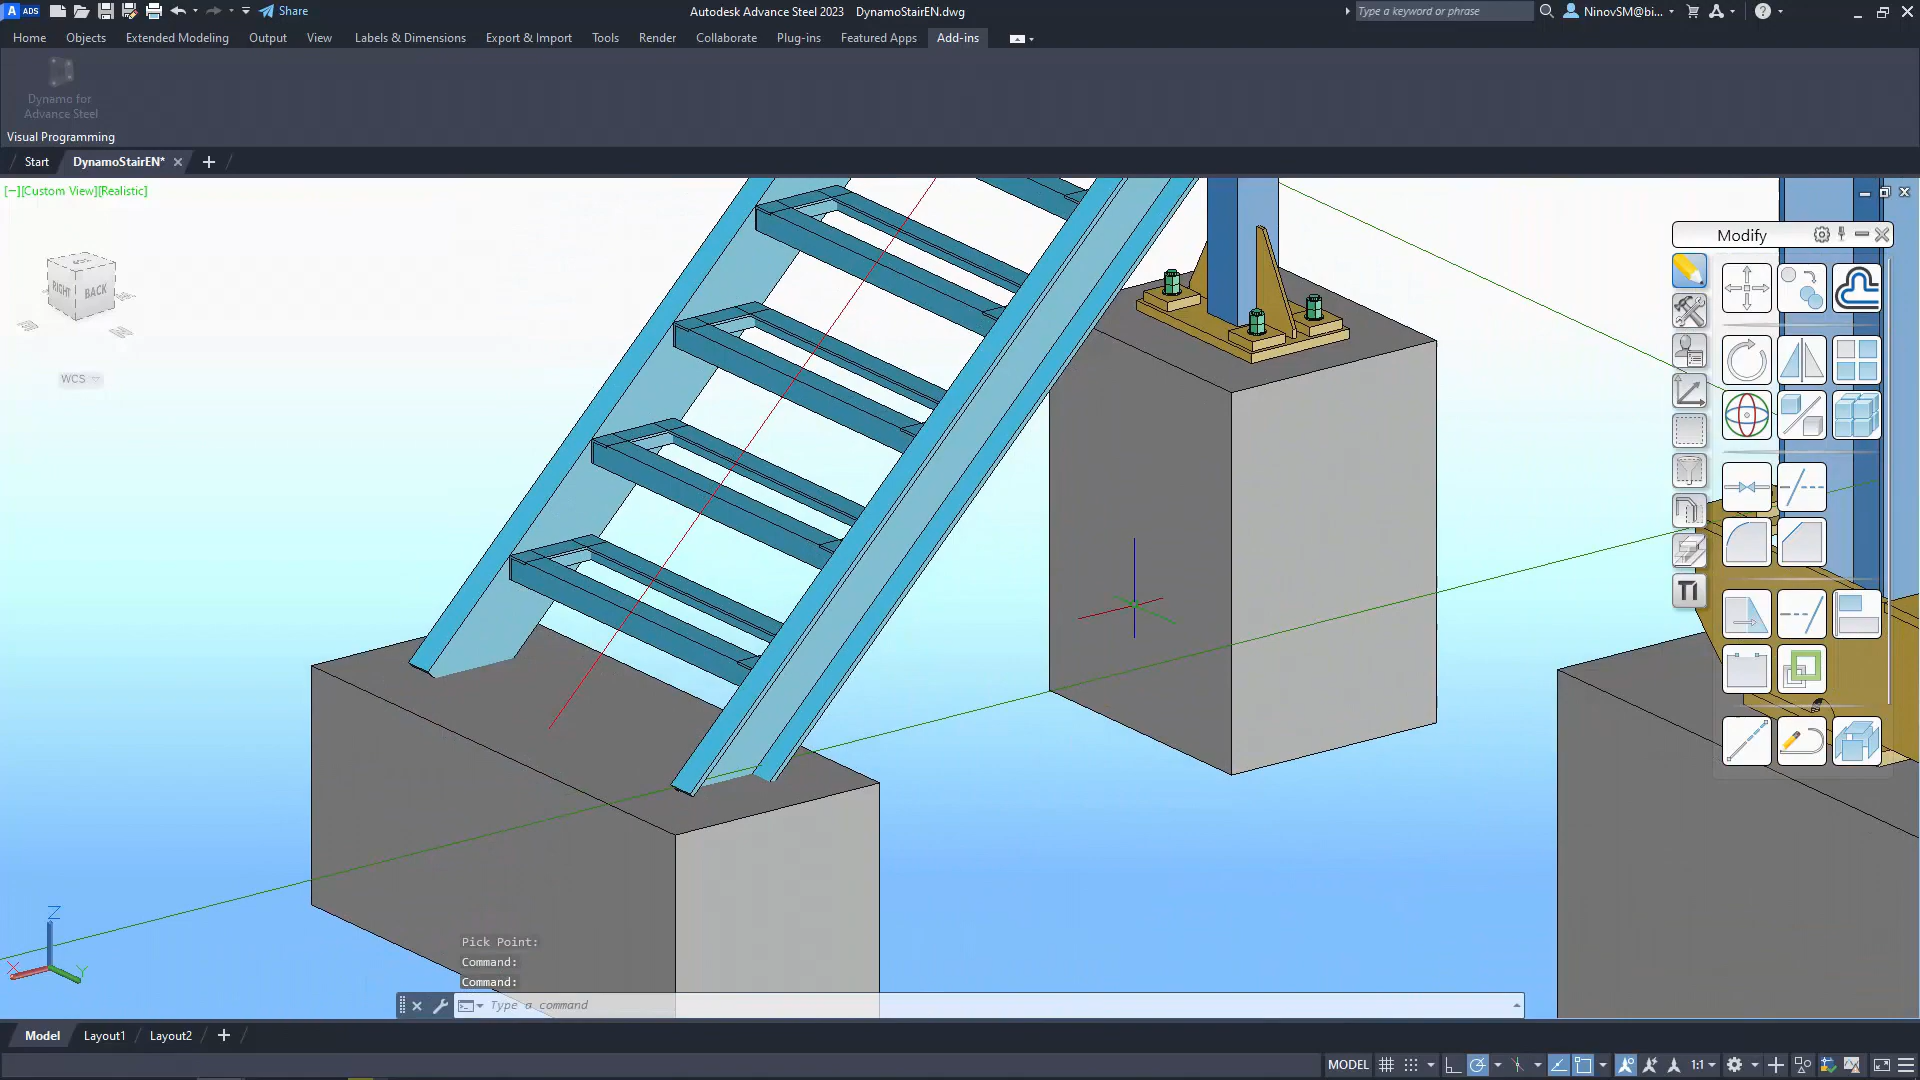 A ADS
Share
Autodesk Advance Steel 2023 DynamoStairEN.dwg
Type a keyword or phrase
NinovSM@bi...
Home
Objects
Extended Modeling
Output
View
Labels & Dimensions
Export & Import
Tools
Render
Collaborate
Plug-ins
Featured Apps
Add-ins
Dynamo for
Advance Steel
Visual Programming
Start
DynamoStairEN*
[−][Custom View][Realistic]
RIGHT
BACK
WCS
Modify
TI
Z
X
Y
Pick Point:
Command:
Command:
Type a command
Model
Layout1
Layout2
MODEL
1:1